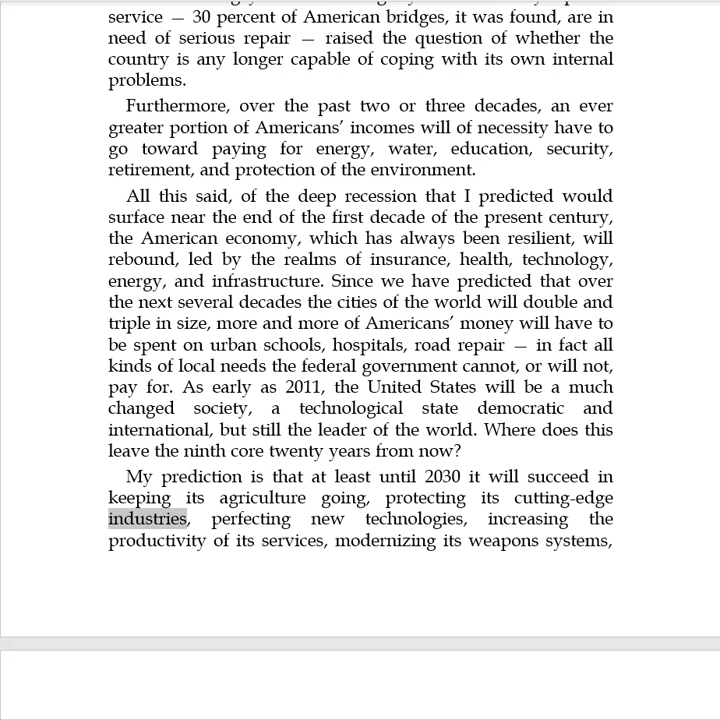 service — 30 percent of American bridges, it was found, are in
need of serious repair — raised the question of whether the
country is any longer capable of coping with its own internal
problems.
Furthermore, over the past two or three decades, an ever
greater portion of Americans’ incomes will of necessity have to
go toward paying for energy, water, education, security,
retirement, and protection of the environment.
All this said, of the deep recession that I predicted would
surface near the end of the first decade of the present century,
the American economy, which has always been resilient, will
rebound, led by the realms of insurance, health, technology,
energy, and infrastructure. Since we have predicted that over
the next several decades the cities of the world will double and
triple in size, more and more of Americans’ money will have to
be spent on urban schools, hospitals, road repair — in fact all
kinds of local needs the federal government cannot, or will not,
pay for. As early as 2011, the United States will be a much
changed society, a technological state democratic and
international, but still the leader of the world. Where does this
leave the ninth core twenty years from now?
My prediction is that at least until 2030 it will succeed in
keeping its agriculture going, protecting its cutting-edge
industries, perfecting new technologies, increasing the
productivity of its services, modernizing its weapons systems,